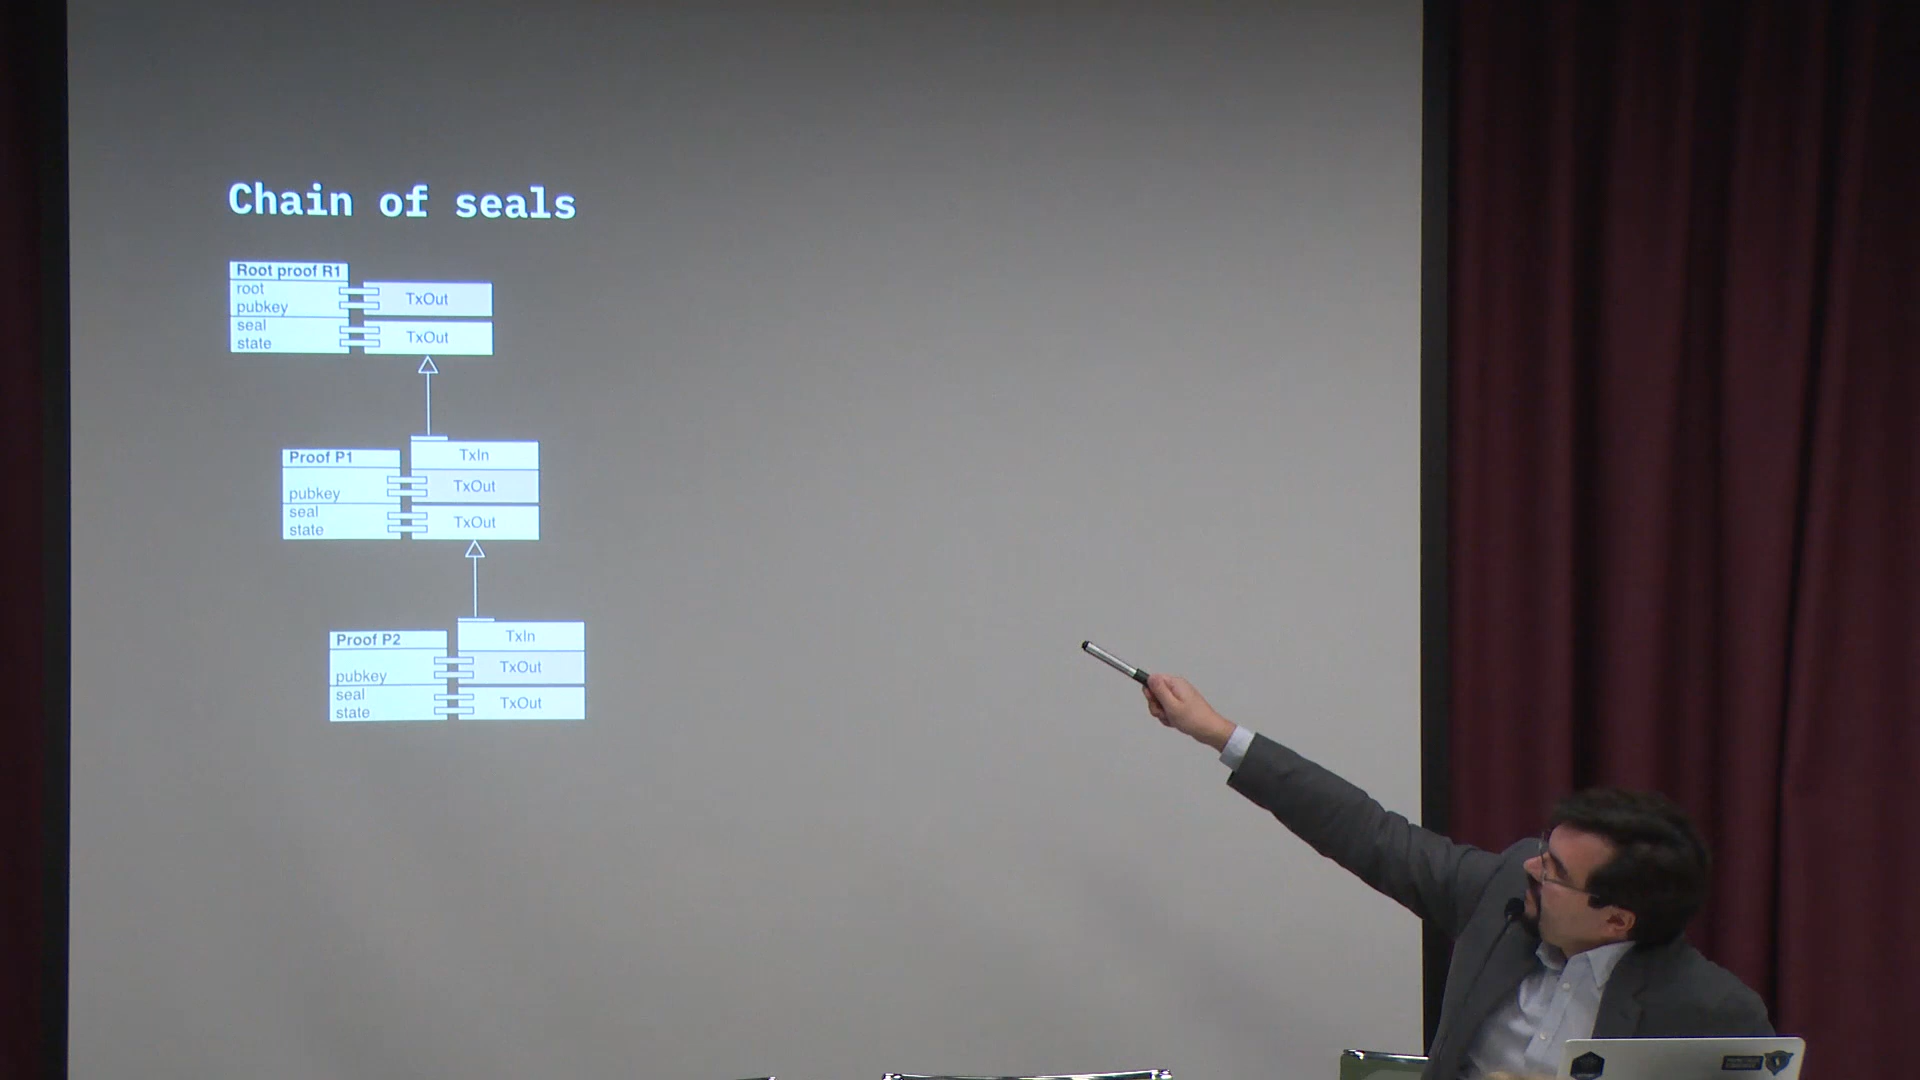 Chain of seals
Root proof R1
root
pubkey
seal
state
TxOut
TxOut
Proof P1
pubkey
seal
state
TxIn
TxOut
TxOut
Proof P2
pubkey
seal
state
TxIn
TxOut
TxOut